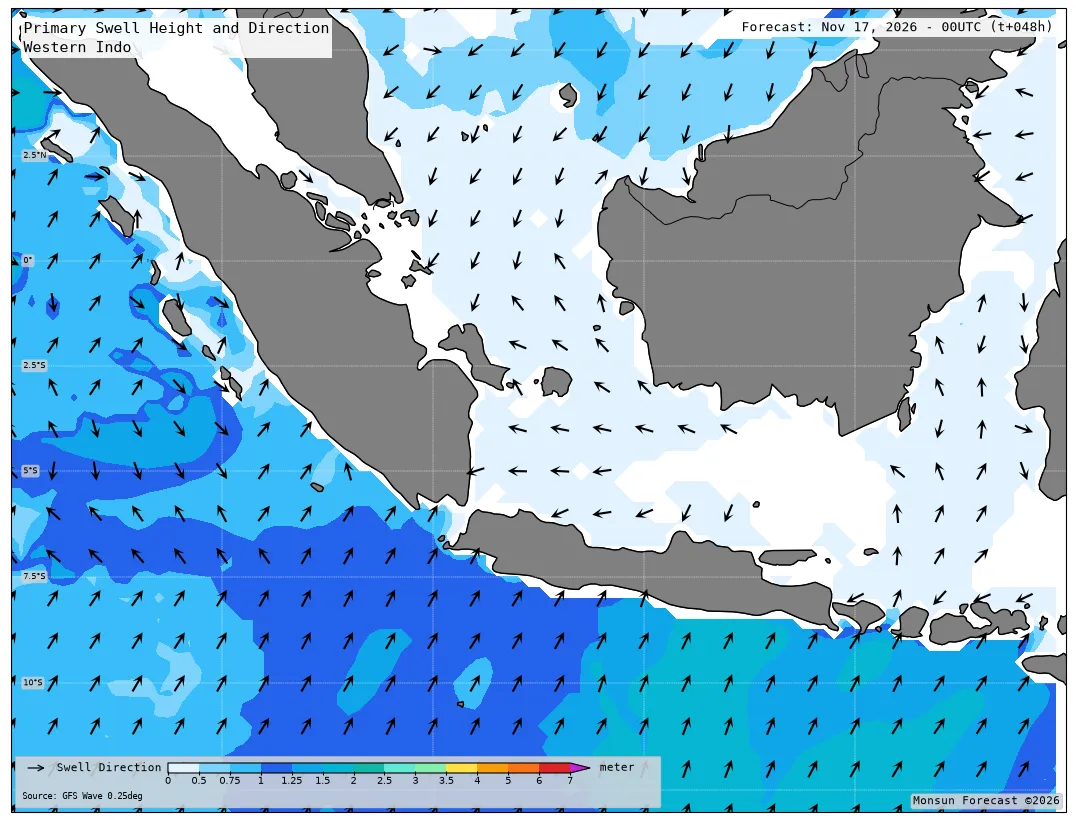 Primary Swell Height and Direction
Western Indo
Forecast: Nov 17, 2026 - 00UTC (t+048h)
2.5°N
0°
2.5°S
5°S
7.5°S
10°S
Swell Direction
0 0.5 0.75 1 1.25 1.5 2 2.5 3 3.5 4 5 6 7
meter
Source: GFS Wave 0.25deg
Monsun Forecast ©2026